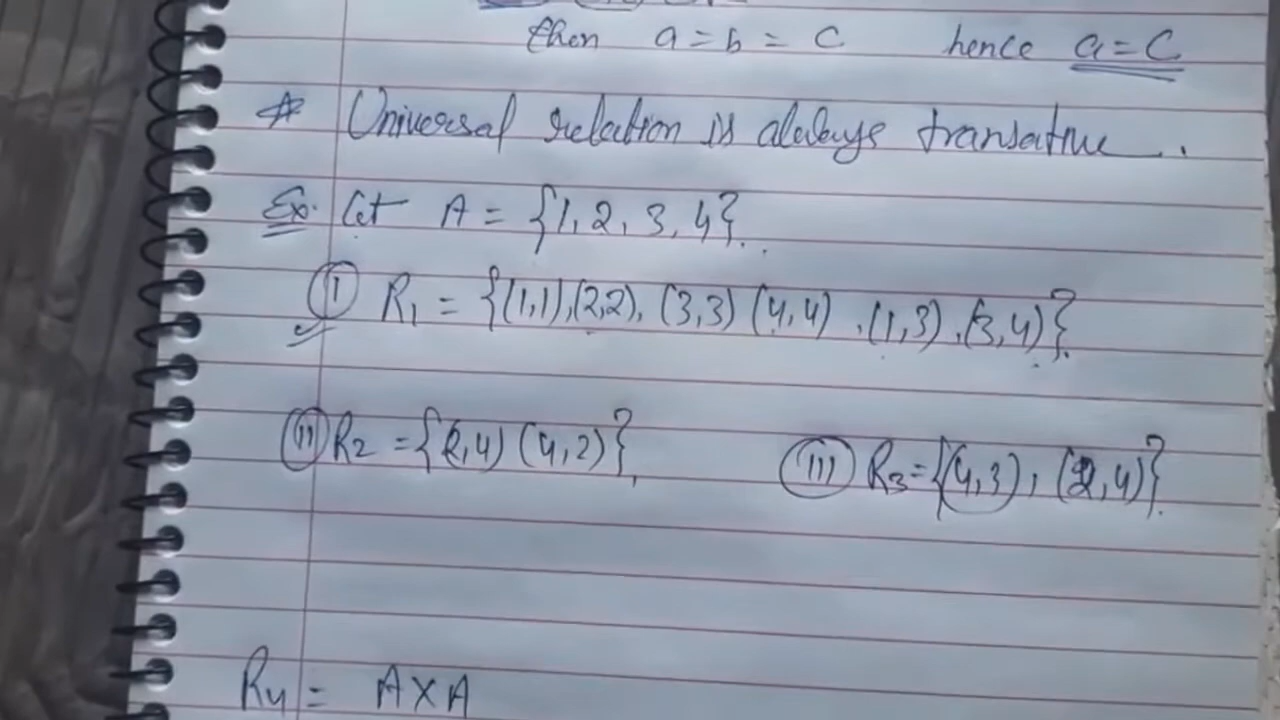 then a = b = c hence a = c
* Universal relation is always transative.
Ex. Let A = {1, 2, 3, 4}.
(I) R1 = {(1,1), (2,2), (3,3) (4,4), (1,3), (3,4)}.
(II) R2 = {(2,4) (4,2)}, (III) R3 = {(4,3), (2,4)}.
R4 = A X A